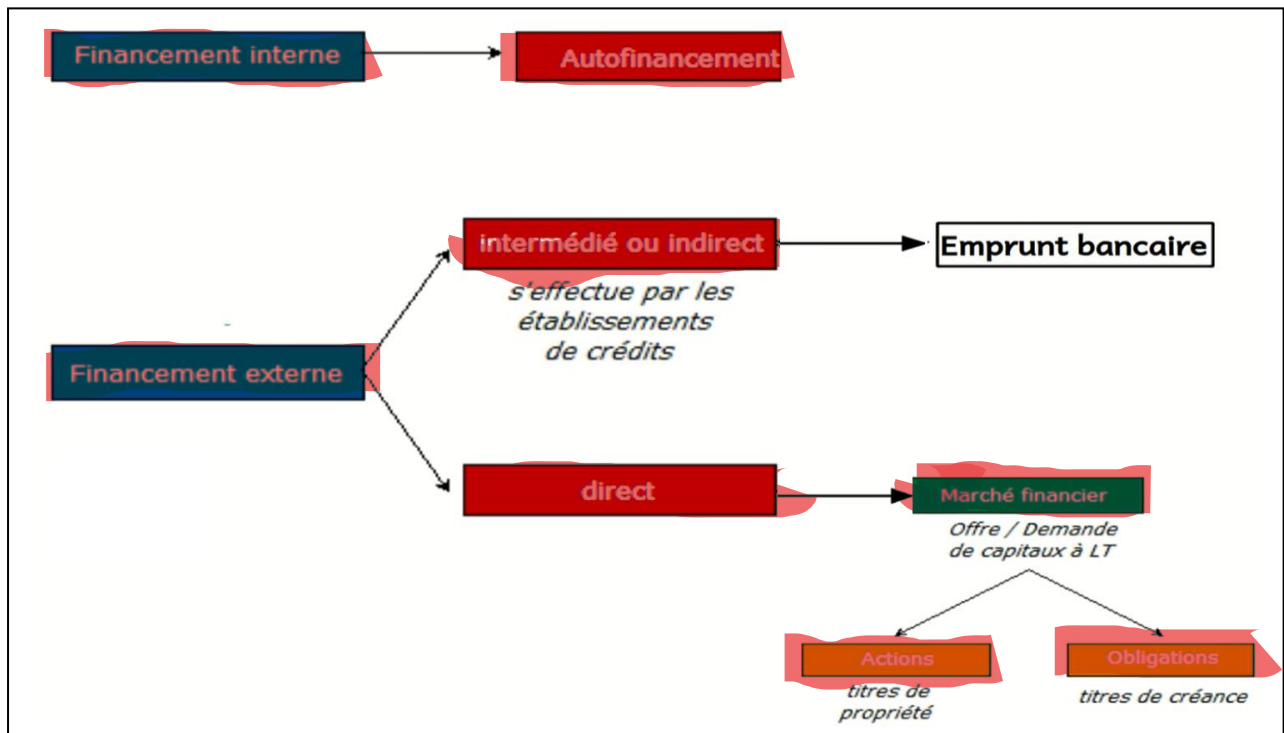 Financement interne
Autofinancement
intermédié ou indirect
Emprunt bancaire
s'effectue par les
établissements
de crédits
Financement externe
direct
Marché financier
Offre / Demande
de capitaux à LT
Actions
Obligations
titres de
propriété
titres de créance